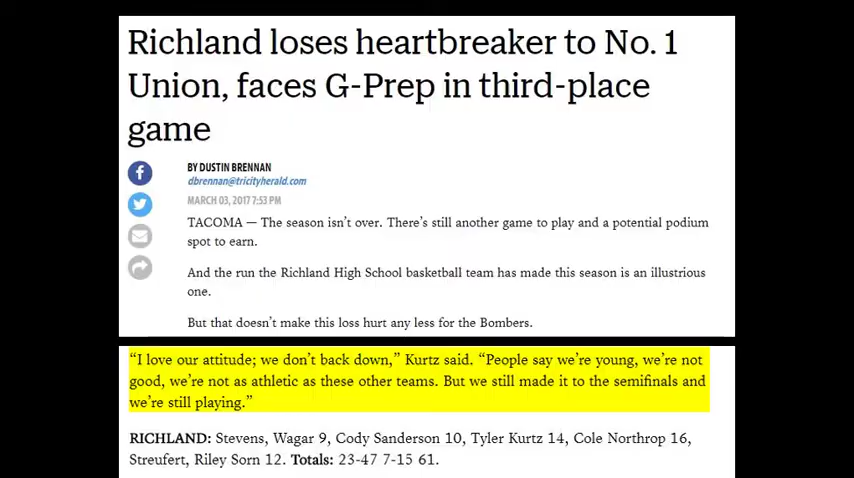 Richland loses heartbreaker to No. 1
Union, faces G-Prep in third-place
game
BY DUSTIN BRENNAN
dbrennan@tricityherald.com
MARCH 03, 2017 7:53 PM
TACOMA — The season isn’t over. There’s still another game to play and a potential podium
spot to earn.
And the run the Richland High School basketball team has made this season is an illustrious
one.
But that doesn’t make this loss hurt any less for the Bombers.
“I love our attitude; we don’t back down,” Kurtz said. “People say we’re young, we’re not
good, we’re not as athletic as these other teams. But we still made it to the semifinals and
we’re still playing.”
RICHLAND: Stevens, Wagar 9, Cody Sanderson 10, Tyler Kurtz 14, Cole Northrop 16,
Streufert, Riley Sorn 12. Totals: 23-47 7-15 61.